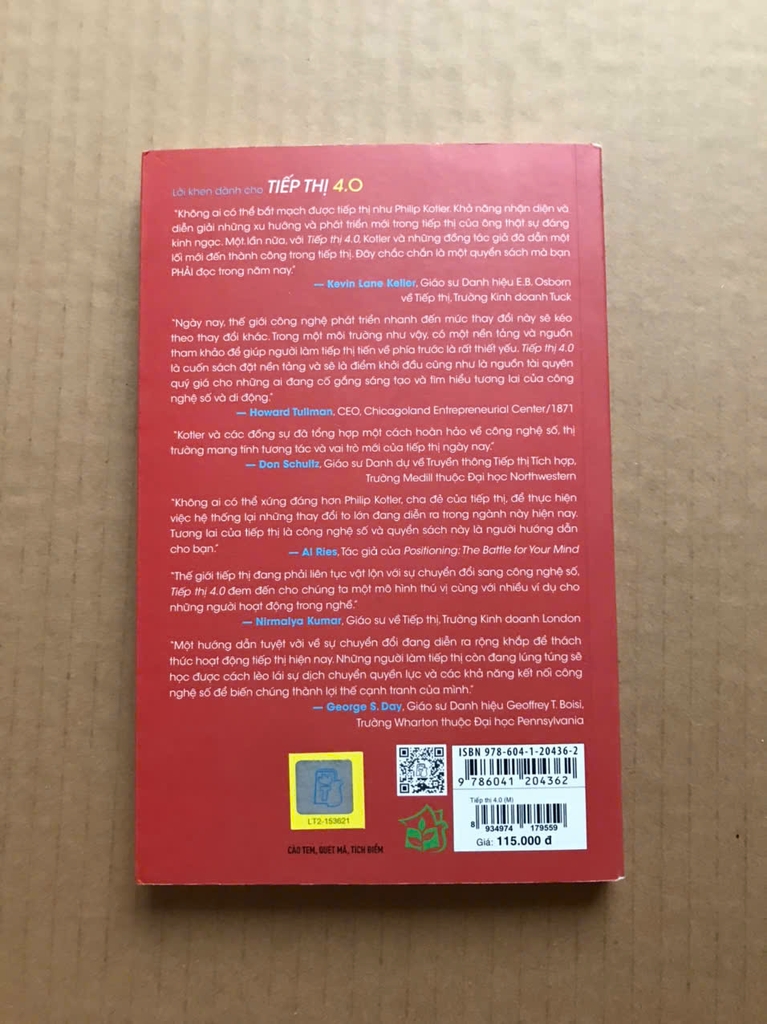 Lời khen dành cho TIẾP THỊ 4.0
"Không ai có thể bắt mạch được tiếp thị như Philip Kotler. Khả năng nhận diện và
diễn giải những xu hướng và phát triển mới trong tiếp thị của ông thật sự đáng
kinh ngạc. Một lần nữa, với Tiếp thị 4.0, Kotler và những đồng tác giả đã dẫn một
lối mới đến thành công trong tiếp thị. Đây chắc chắn là một quyển sách mà bạn
PHẢI đọc trong năm nay."
— Kevin Lane Keller, Giáo sư Danh hiệu E.B. Osborn
về Tiếp thị, Trường Kinh doanh Tuck
"Ngày nay, thế giới công nghệ phát triển nhanh đến mức thay đổi này sẽ kéo
theo thay đổi khác. Trong một môi trường như vậy, có một nền tảng và nguồn
tham khảo để giúp người làm tiếp thị tiến về phía trước là rất thiết yếu. Tiếp thị 4.0
là cuốn sách đặt nền tảng và sẽ là điểm khởi đầu cũng như là nguồn tài quyên
quý giá cho những ai đang cố gắng sáng tạo và tìm hiểu tương lai của công
nghệ số và di động."
— Howard Tullman, CEO, Chicagoland Entrepreneurial Center/1871
"Kotler và các đồng sự đã tổng hợp một cách hoàn hảo về công nghệ số, thị
trường mang tính tương tác và vai trò mới của tiếp thị ngày nay."
— Don Schultz, Giáo sư Danh dự về Truyền thông Tiếp thị Tích hợp,
Trường Medill thuộc Đại học Northwestern
"Không ai có thể xứng đáng hơn Philip Kotler, cha đẻ của tiếp thị, để thực hiện
việc hệ thống lại những thay đổi to lớn đang diễn ra trong ngành này hiện nay.
Tương lai của tiếp thị là công nghệ số và quyển sách này là người hướng dẫn
cho bạn." — Al Ries, Tác giả của Positioning: The Battle for Your Mind
"Thế giới tiếp thị đang phải liên tục vật lộn với sự chuyển đổi sang công nghệ số,
Tiếp thị 4.0 đem đến cho chúng ta một mô hình thú vị cùng với nhiều ví dụ cho
những người hoạt động trong nghề."
— Nirmalya Kumar, Giáo sư về Tiếp thị, Trường Kinh doanh London
"Một hướng dẫn tuyệt vời về sự chuyển đổi đang diễn ra rộng khắp để thách
thức hoạt động tiếp thị hiện nay. Những người làm tiếp thị còn đang lúng túng sẽ
học được cách lèo lái sự dịch chuyển quyền lực và các khả năng kết nối công
nghệ số để biến chúng thành lợi thế cạnh tranh của mình."
— George S. Day, Giáo sư Danh hiệu Geoffrey T. Boisi,
Trường Wharton thuộc Đại học Pennsylvania
ISBN 978-604-1-20436-2
9 786041 204362
Tiếp thị 4.0 (M)
8 934974 179559
Giá: 115.000 đ
LT2-153621
CÀO TEM, QUÉT MÃ, TÍCH ĐIỂM